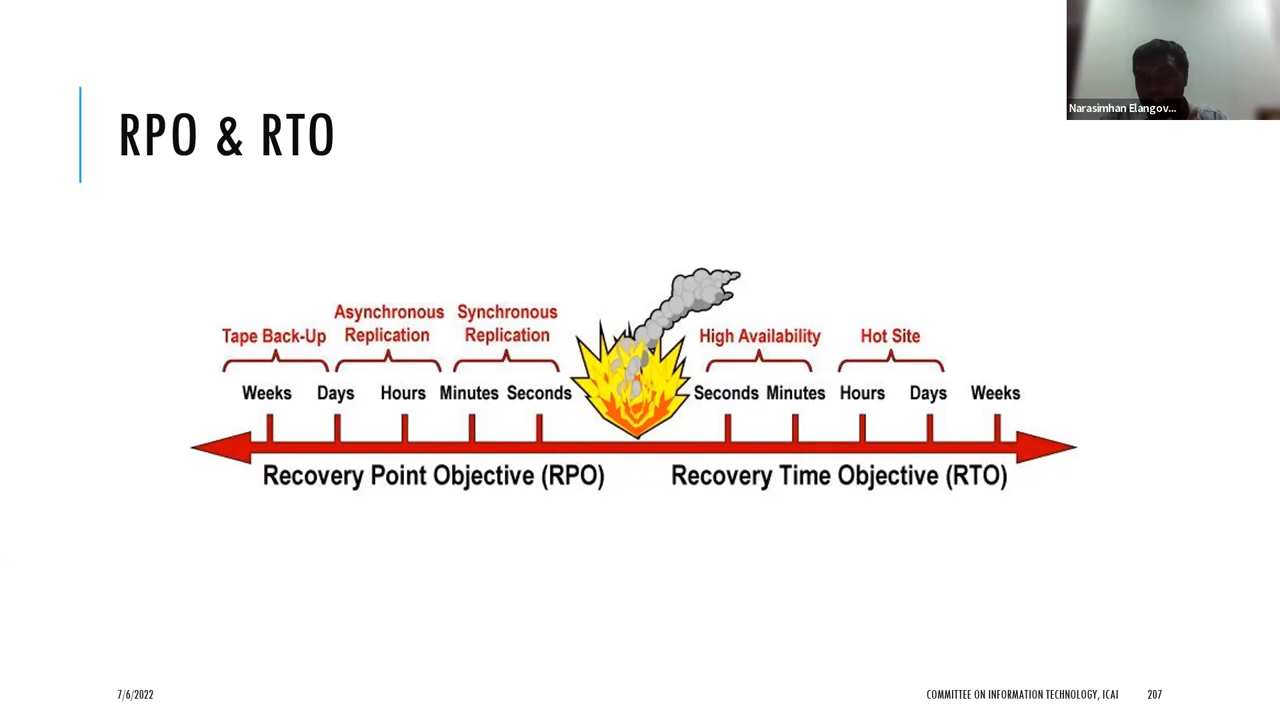 Narasimhan Elangov...
RPO & RTO
Asynchronous Synchronous
Tape Back-Up Replication Replication High Availability Hot Site
Weeks Days Hours Minutes Seconds Seconds Minutes Hours Days Weeks
Recovery Point Objective (RPO) Recovery Time Objective (RTO)
7/6/2022 COMMITTEE ON INFORMATION TECHNOLOGY, ICAI 207